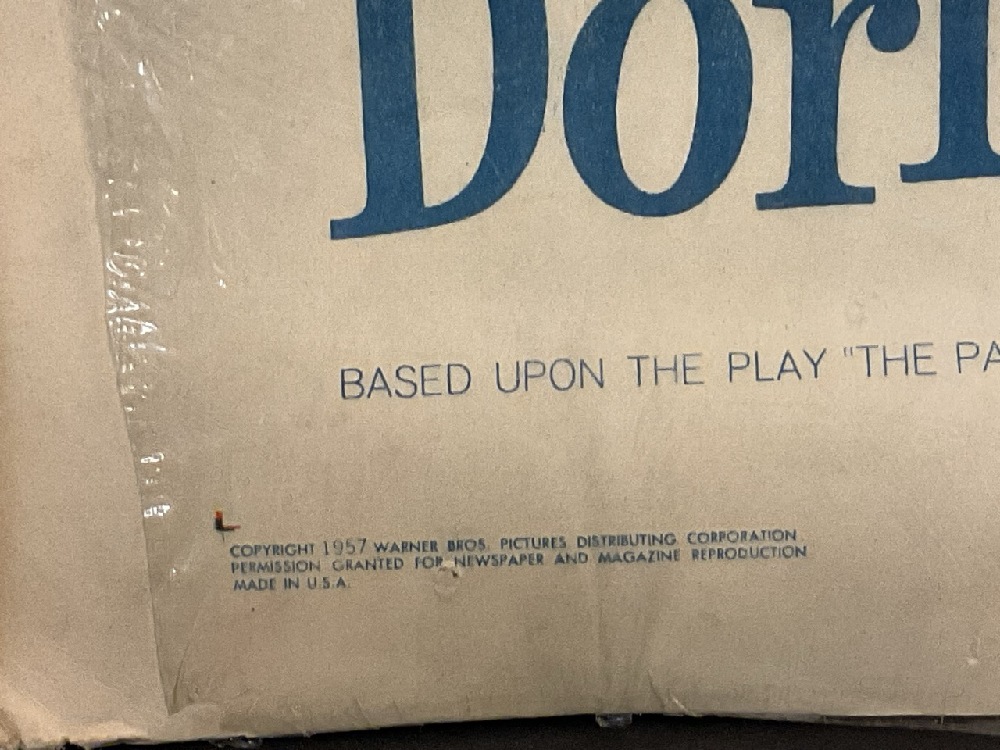 Dori
BASED UPON THE PLAY "THE PA
COPYRIGHT 1957 WARNER BROS. PICTURES DISTRIBUTING CORPORATION
PERMISSION GRANTED FOR NEWSPAPER AND MAGAZINE REPRODUCTION
MADE IN U.S.A.